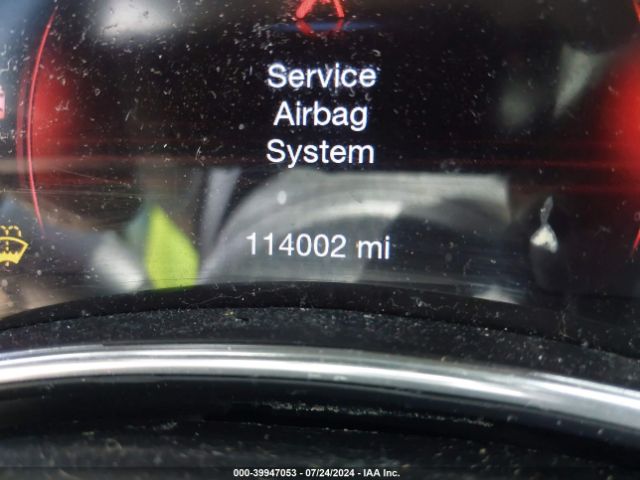 Service
Airbag
System
114002 mi
000-39947053 - 07/24/2024 - IAA Inc.